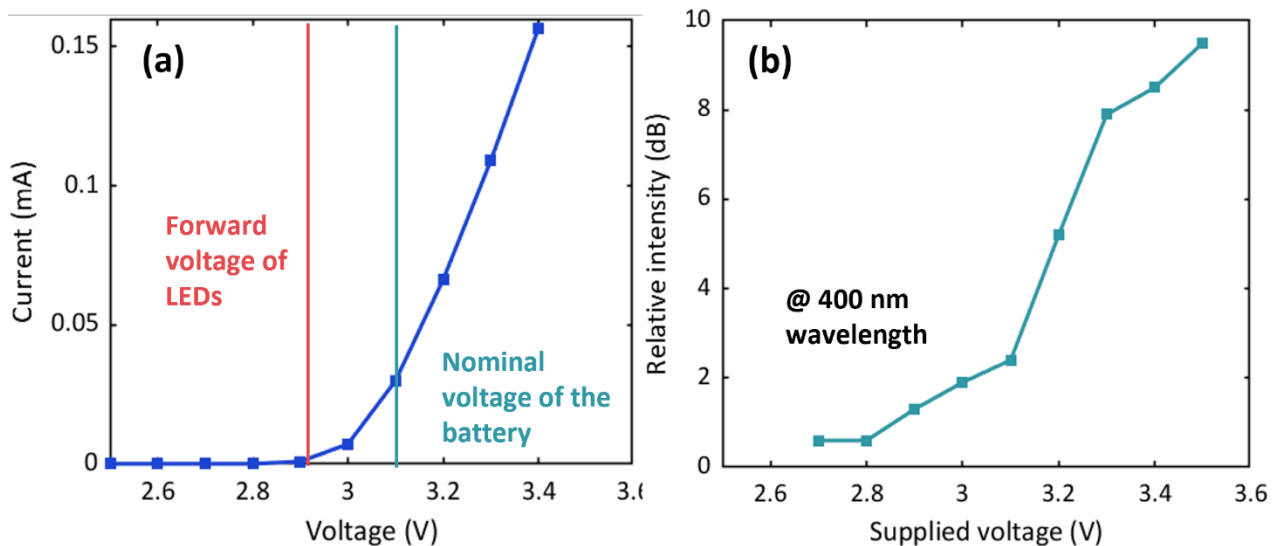 (a)
Current (mA)
0.15
0.1
0.05
0
Forward
voltage of
LEDs
Nominal
voltage of the
battery
2.6 2.8 3 3.2 3.4 3.6
Voltage (V)
(b)
Relative intensity (dB)
10
8
6
4
2
0
@ 400 nm
wavelength
2.6 2.8 3 3.2 3.4 3.6
Supplied voltage (V)